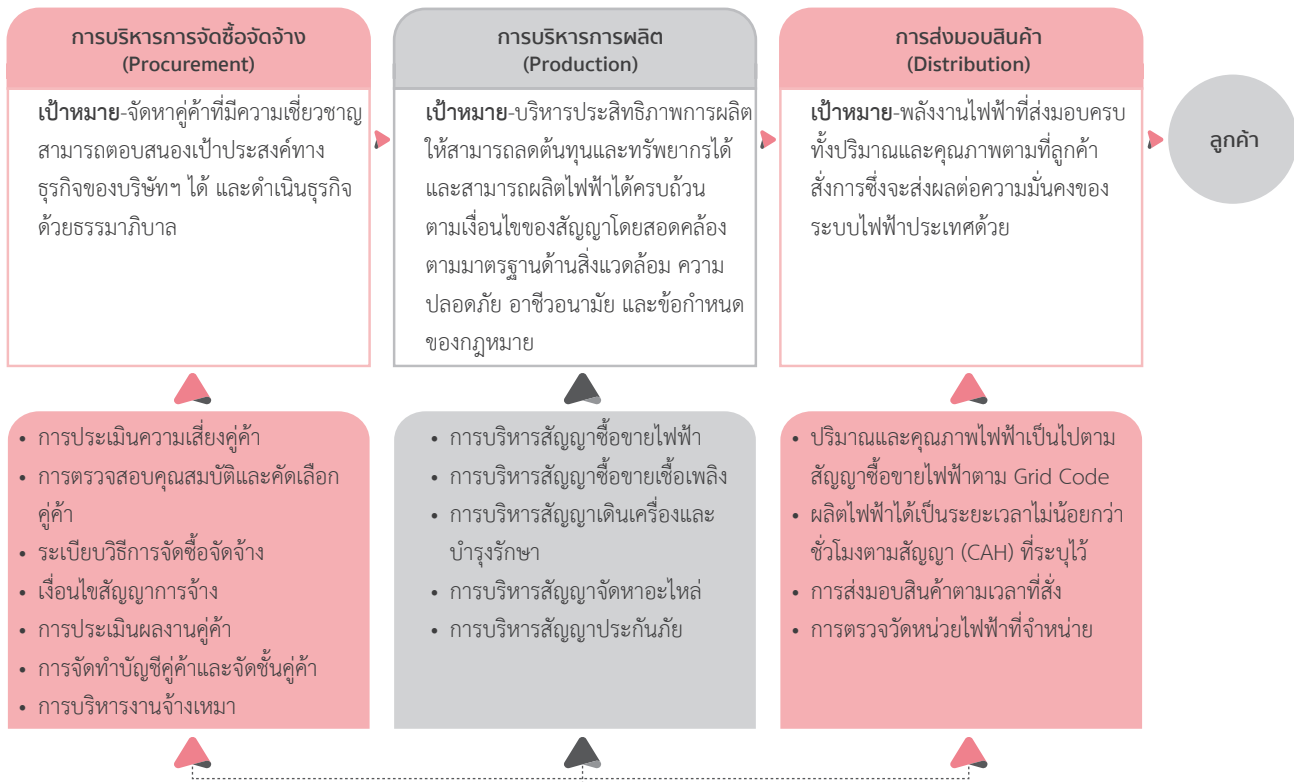 การบริหารการจัดซื้อจัดจ้าง
(Procurement)
เป้าหมาย-จัดหาคู่ค้าที่มีความเชี่ยวชาญ
สามารถตอบสนองเป้าประสงค์ทาง
ธุรกิจของบริษัทฯ ได้ และดำเนินธุรกิจ
ด้วยธรรมาภิบาล
การบริหารการผลิต
(Production)
เป้าหมาย-บริหารประสิทธิภาพการผลิต
ให้สามารถลดต้นทุนและทรัพยากรได้
และสามารถผลิตไฟฟ้าได้ครบถ้วน
ตามเงื่อนไขของสัญญาโดยสอดคล้อง
ตามมาตรฐานด้านสิ่งแวดล้อม ความ
ปลอดภัย อาชีวอนามัย และข้อกำหนด
ของกฎหมาย
การส่งมอบสินค้า
(Distribution)
เป้าหมาย-พลังงานไฟฟ้าที่ส่งมอบครบ
ทั้งปริมาณและคุณภาพตามที่ลูกค้า
สั่งการซึ่งจะส่งผลต่อความมั่นคงของ
ระบบไฟฟ้าประเทศด้วย
ลูกค้า
• การประเมินความเสี่ยงคู่ค้า
• การตรวจสอบคุณสมบัติและคัดเลือก
คู่ค้า
• ระเบียบวิธีการจัดซื้อจัดจ้าง
• เงื่อนไขสัญญาการจ้าง
• การประเมินผลงานคู่ค้า
• การจัดทำบัญชีคู่ค้าและจัดชั้นคู่ค้า
• การบริหารงานจ้างเหมา
• การบริหารสัญญาซื้อขายไฟฟ้า
• การบริหารสัญญาซื้อขายเชื้อเพลิง
• การบริหารสัญญาเดินเครื่องและ
บำรุงรักษา
• การบริหารสัญญาจัดหาอะไหล่
• การบริหารสัญญาประกันภัย
• ปริมาณและคุณภาพไฟฟ้าเป็นไปตาม
สัญญาซื้อขายไฟฟ้าตาม Grid Code
• ผลิตไฟฟ้าได้เป็นระยะเวลาไม่น้อยกว่า
ชั่วโมงตามสัญญา (CAH) ที่ระบุไว้
• การส่งมอบสินค้าตามเวลาที่สั่ง
• การตรวจวัดหน่วยไฟฟ้าที่จำหน่าย